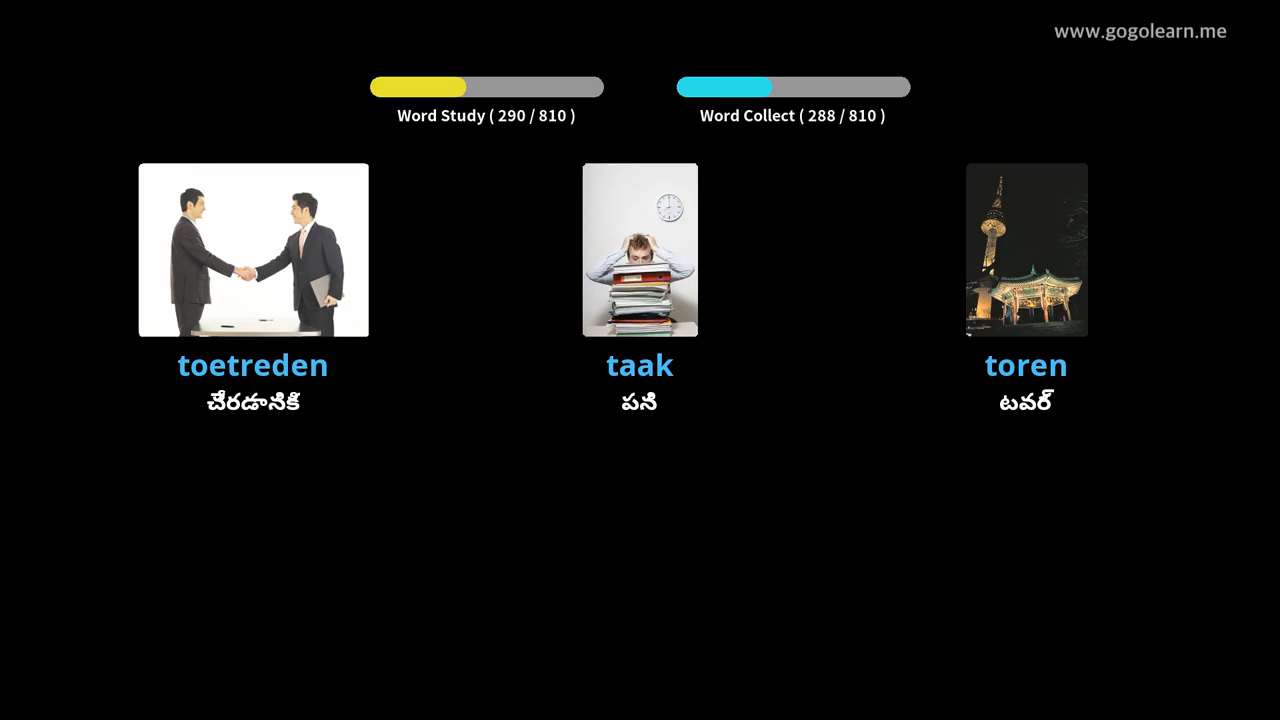 www.gogolearn.me
Word Study ( 290 / 810 )
Word Collect ( 288 / 810 )
toetreden
చేరడానికి
taak
పని
toren
టవర్